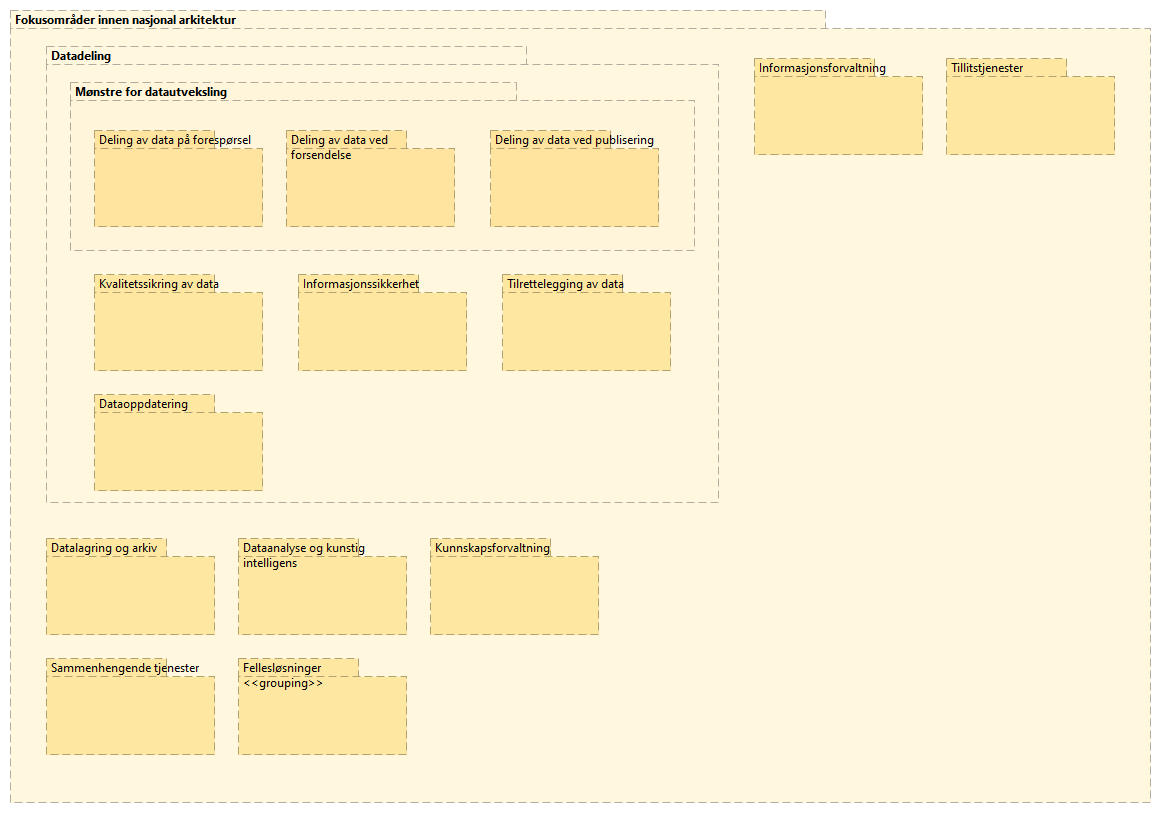 Fokusområder innen nasjonal arkitektur
Datadeling
Mønstre for datautveksling
Deling av data på forespørsel
Deling av data ved
forsendelse
Deling av data ved publisering
Kvalitetssikring av data
Informasjonssikkerhet
Tilrettelegging av data
Dataoppdatering
Informasjonsforvaltning
Tillitstjenester
Datalagring og arkiv
Dataanalyse og kunstig
intelligens
Kunnskapsforvaltning
Sammenhengende tjenester
Fellesløsninger
<<grouping>>